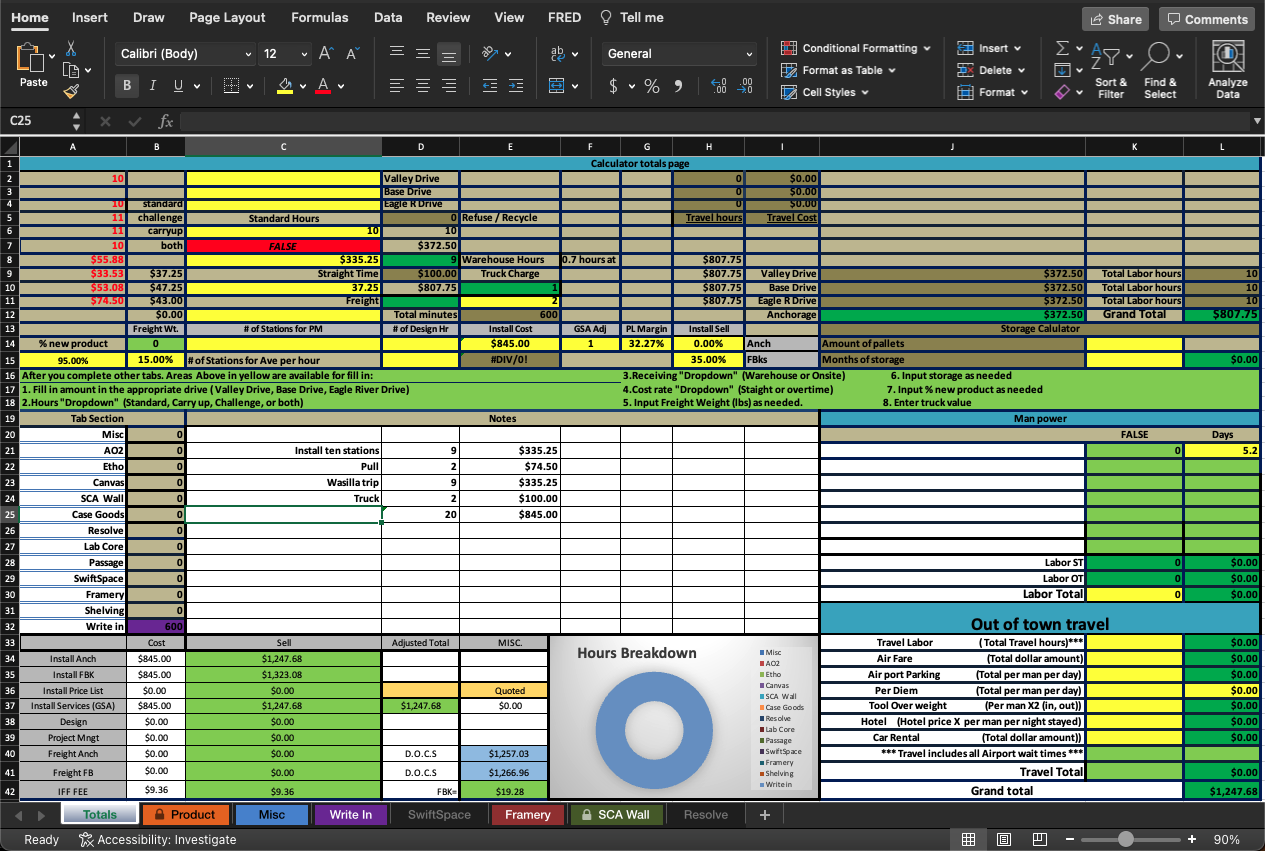 Home Insert Draw Page Layout Formulas Data Review View FRED Tell me Share Comments
Paste Calibri (Body) 12 A A ab General Conditional Formatting Insert Sort & Filter Find & Select Analyze Data
B I U A $ % Format as Table Delete
Cell Styles Format
C25 fx
A B C D E F G H I J K L
1 Calculator totals page
2 10 Valley Drive 0 $0.00
3 Base Drive 0 $0.00
4 10 standard Eagle R Drive 0 $0.00
5 11 challenge Standard Hours 0 Refuse / Recycle Travel hours Travel Cost
6 11 carryup 10 10
7 10 both FALSE $372.50
8 $55.88 $335.25 9 Warehouse Hours 0.7 hours at $807.75
9 $33.53 $37.25 Straight Time $100.00 Truck Charge $807.75 Valley Drive $372.50 Total Labor hours 10
10 $53.08 $47.25 37.25 $807.75 1 $807.75 Base Drive $372.50 Total Labor hours 10
11 $74.50 $43.00 Freight 2 $807.75 Eagle R Drive $372.50 Total Labor hours 10
12 $0.00 Total minutes 600 Anchorage $372.50 Grand Total $807.75
13 Freight Wt. # of Stations for PM # of Design Hr Install Cost GSA Adj PL Margin Install Sell Storage Calulator
14 % new product 0 $845.00 1 32.27% 0.00% Anch Amount of pallets
15 95.00% 15.00% # of Stations for Ave per hour #DIV/0! 35.00% FBks Months of storage $0.00
16 After you complete other tabs. Areas Above in yellow are available for fill in: 3.Receiving "Dropdown" (Warehouse or Onsite) 6. Input storage as needed
17 1. Fill in amount in the appropriate drive ( Valley Drive, Base Drive, Eagle River Drive) 4.Cost rate "Dropdown" (Staight or overtime) 7. Input % new product as needed
18 2.Hours "Dropdown" (Standard, Carry up, Challenge, or both) 5. Input Freight Weight (lbs) as needed. 8. Enter truck value
19 Tab Section Notes Man power
20 Misc 0 FALSE Days
21 AO2 0 Install ten stations 9 $335.25 0 5.2
22 Etho 0 Pull 2 $74.50
23 Canvas 0 Wasilla trip 9 $335.25
24 SCA Wall 0 Truck 2 $100.00
25 Case Goods 0 20 $845.00
26 Resolve 0
27 Lab Core 0
28 Passage 0 Labor ST 0 $0.00
29 SwiftSpace 0 Labor OT 0 $0.00
30 Framery 0 Labor Total 0 $0.00
31 Shelving 0
32 Write in 600 Out of town travel
33 Cost Sell Adjusted Total MISC. Travel Labor ( Total Travel hours)*** $0.00
34 Install Anch $845.00 $1,247.68 Air Fare (Total dollar amount) $0.00
35 Install FBK $845.00 $1,323.08 Air port Parking (Total per man per day) $0.00
36 Install Price List $0.00 $0.00 Quoted Per Diem (Total per man per day) $0.00
37 Install Services (GSA) $845.00 $1,247.68 $1,247.68 $0.00 Tool Over weight (Per man X2 (in, out)) $0.00
38 Design $0.00 $0.00 Hotel (Hotel price X per man per night stayed) $0.00
39 Project Mngt $0.00 $0.00 Car Rental (Total dollar amount)) $0.00
40 Freight Anch $0.00 $0.00 D.O.C.S $1,257.03 *** Travel includes all Airport wait times ***
41 Freight FB $0.00 $0.00 D.O.C.S $1,266.96 Travel Total $0.00
42 IFF FEE $9.36 $9.36 FBK= $19.28 Grand total $1,247.68
Hours Breakdown
Misc
AO2
Etho
Canvas
SCA Wall
Case Goods
Resolve
Lab Core
Passage
SwiftSpace
Framery
Shelving
Write in
Totals Product Misc Write In SwiftSpace Framery SCA Wall Resolve +
Ready Accessibility: Investigate 90%